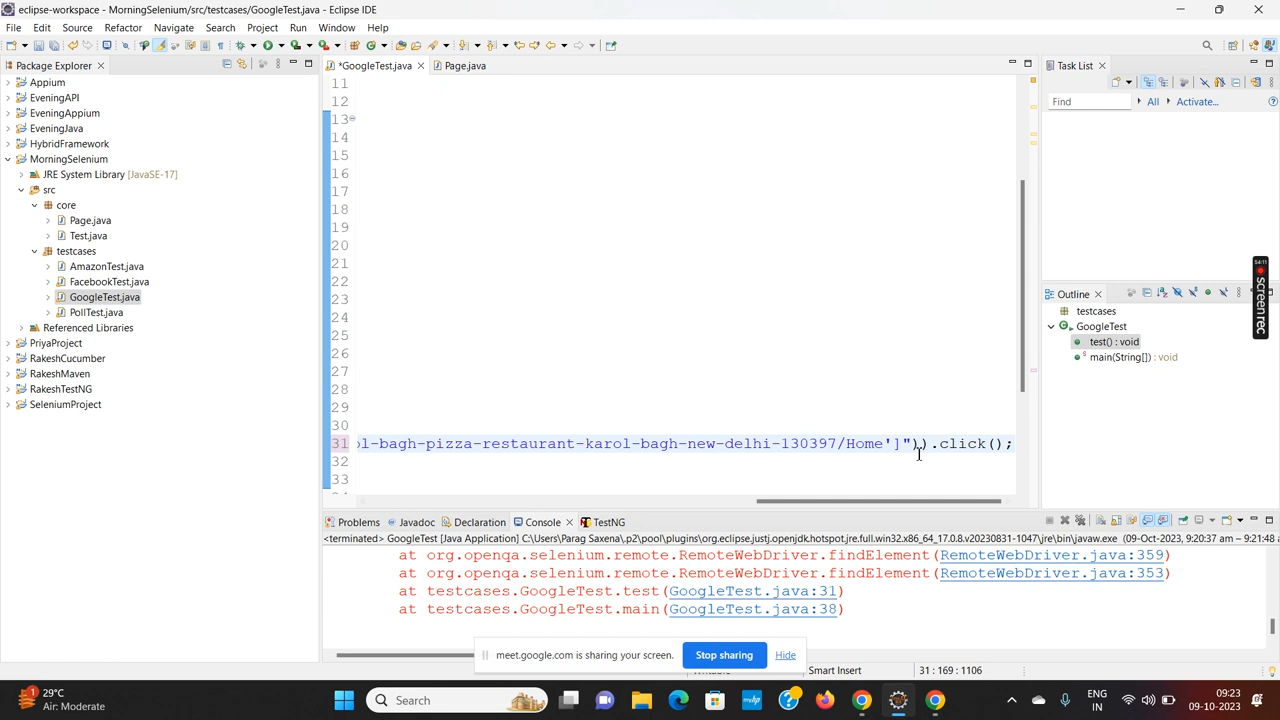 eclipse-workspace - MorningSelenium/src/testcases/GoogleTest.java - Eclipse IDE
File Edit Source Refactor Navigate Search Project Run Window Help
Package Explorer
*GoogleTest.java
Page.java
Task List
Appium
EveningAPI
EveningAppium
EveningJava
HybridFramework
MorningSelenium
JRE System Library [JavaSE-17]
src
core
Page.java
Test.java
testcases
AmazonTest.java
FacebookTest.java
GoogleTest.java
PollTest.java
Referenced Libraries
PriyaProject
RakeshCucumber
RakeshMaven
RakeshTestNG
SeleniumProject
11
12
13
14
15
16
17
18
19
20
21
22
23
24
25
26
27
28
29
30
31 ol-bagh-pizza-restaurant-karol-bagh-new-delhi-130397/Home']")).click();
32
33
Find
All
Activate...
54:11
screenrec
Outline
testcases
GoogleTest
test() : void
main(String[]) : void
Problems Javadoc Declaration Console TestNG
<terminated> GoogleTest [Java Application] C:\Users\Parag Saxena\.p2\pool\plugins\org.eclipse.justj.openjdk.hotspot.jre.full.win32.x86_64_17.0.8.v20230831-1047\jre\bin\javaw.exe (09-Oct-2023, 9:20:37 am – 9:21:48 a
at org.openqa.selenium.remote.RemoteWebDriver.findElement(RemoteWebDriver.java:359)
at org.openqa.selenium.remote.RemoteWebDriver.findElement(RemoteWebDriver.java:353)
at testcases.GoogleTest.test(GoogleTest.java:31)
at testcases.GoogleTest.main(GoogleTest.java:38)
meet.google.com is sharing your screen.
Stop sharing
Hide
Smart Insert
31 : 169 : 1106
29°C
Air: Moderate
Search
ENG
IN
09:23
09-10-2023